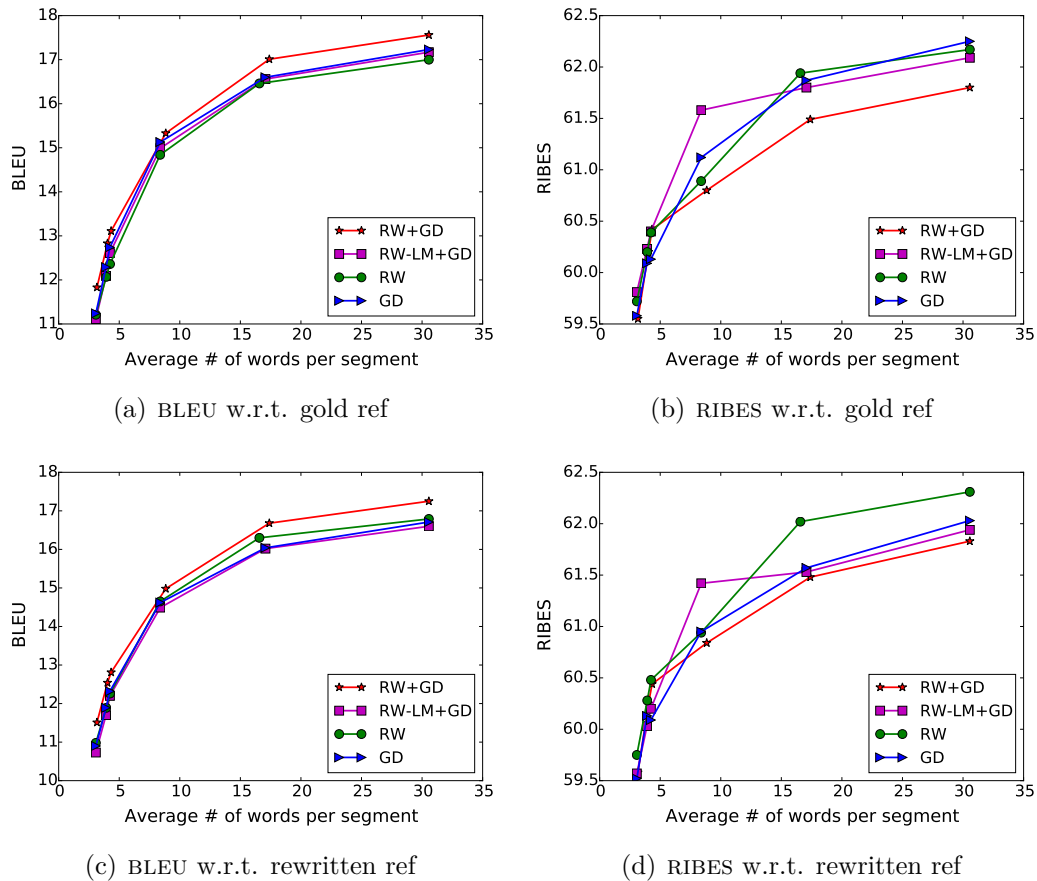 18
17
16
15
14
13
12
11
BLEU
0 5 10 15 20 25 30 35
Average # of words per segment
RW+GD
RW-LM+GD
RW
GD
(a) BLEU w.r.t. gold ref
62.5
62.0
61.5
61.0
60.5
60.0
59.5
RIBES
0 5 10 15 20 25 30 35
Average # of words per segment
RW+GD
RW-LM+GD
RW
GD
(b) RIBES w.r.t. gold ref
18
17
16
15
14
13
12
11
10
BLEU
0 5 10 15 20 25 30 35
Average # of words per segment
RW+GD
RW-LM+GD
RW
GD
(c) BLEU w.r.t. rewritten ref
62.5
62.0
61.5
61.0
60.5
60.0
59.5
RIBES
0 5 10 15 20 25 30 35
Average # of words per segment
RW+GD
RW-LM+GD
RW
GD
(d) RIBES w.r.t. rewritten ref